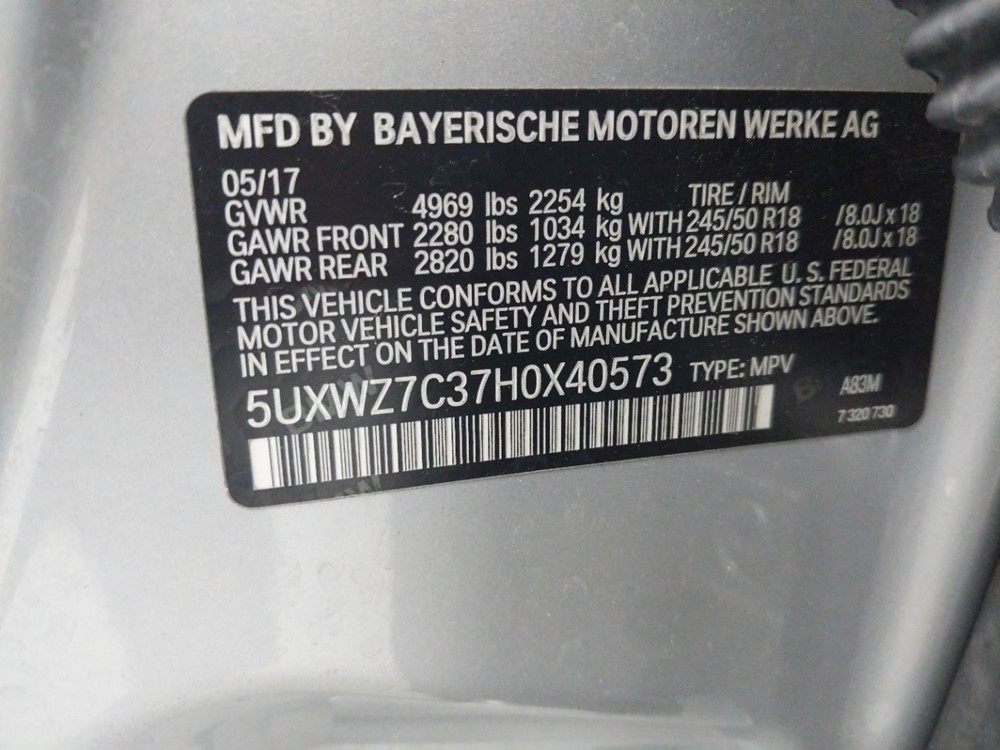 MFD BY BAYERISCHE MOTOREN WERKE AG
05/17
GVWR 4969 lbs 2254 kg TIRE / RIM
GAWR FRONT 2280 lbs 1034 kg WITH 245/50 R18 /8.0J x 18
GAWR REAR 2820 lbs 1279 kg WITH 245/50 R18 /8.0J x 18
THIS VEHICLE CONFORMS TO ALL APPLICABLE U. S. FEDERAL
MOTOR VEHICLE SAFETY AND THEFT PREVENTION STANDARDS
IN EFFECT ON THE DATE OF MANUFACTURE SHOWN ABOVE.
5UXWZ7C37H0X40573 TYPE: MPV
A83M
7 320 730